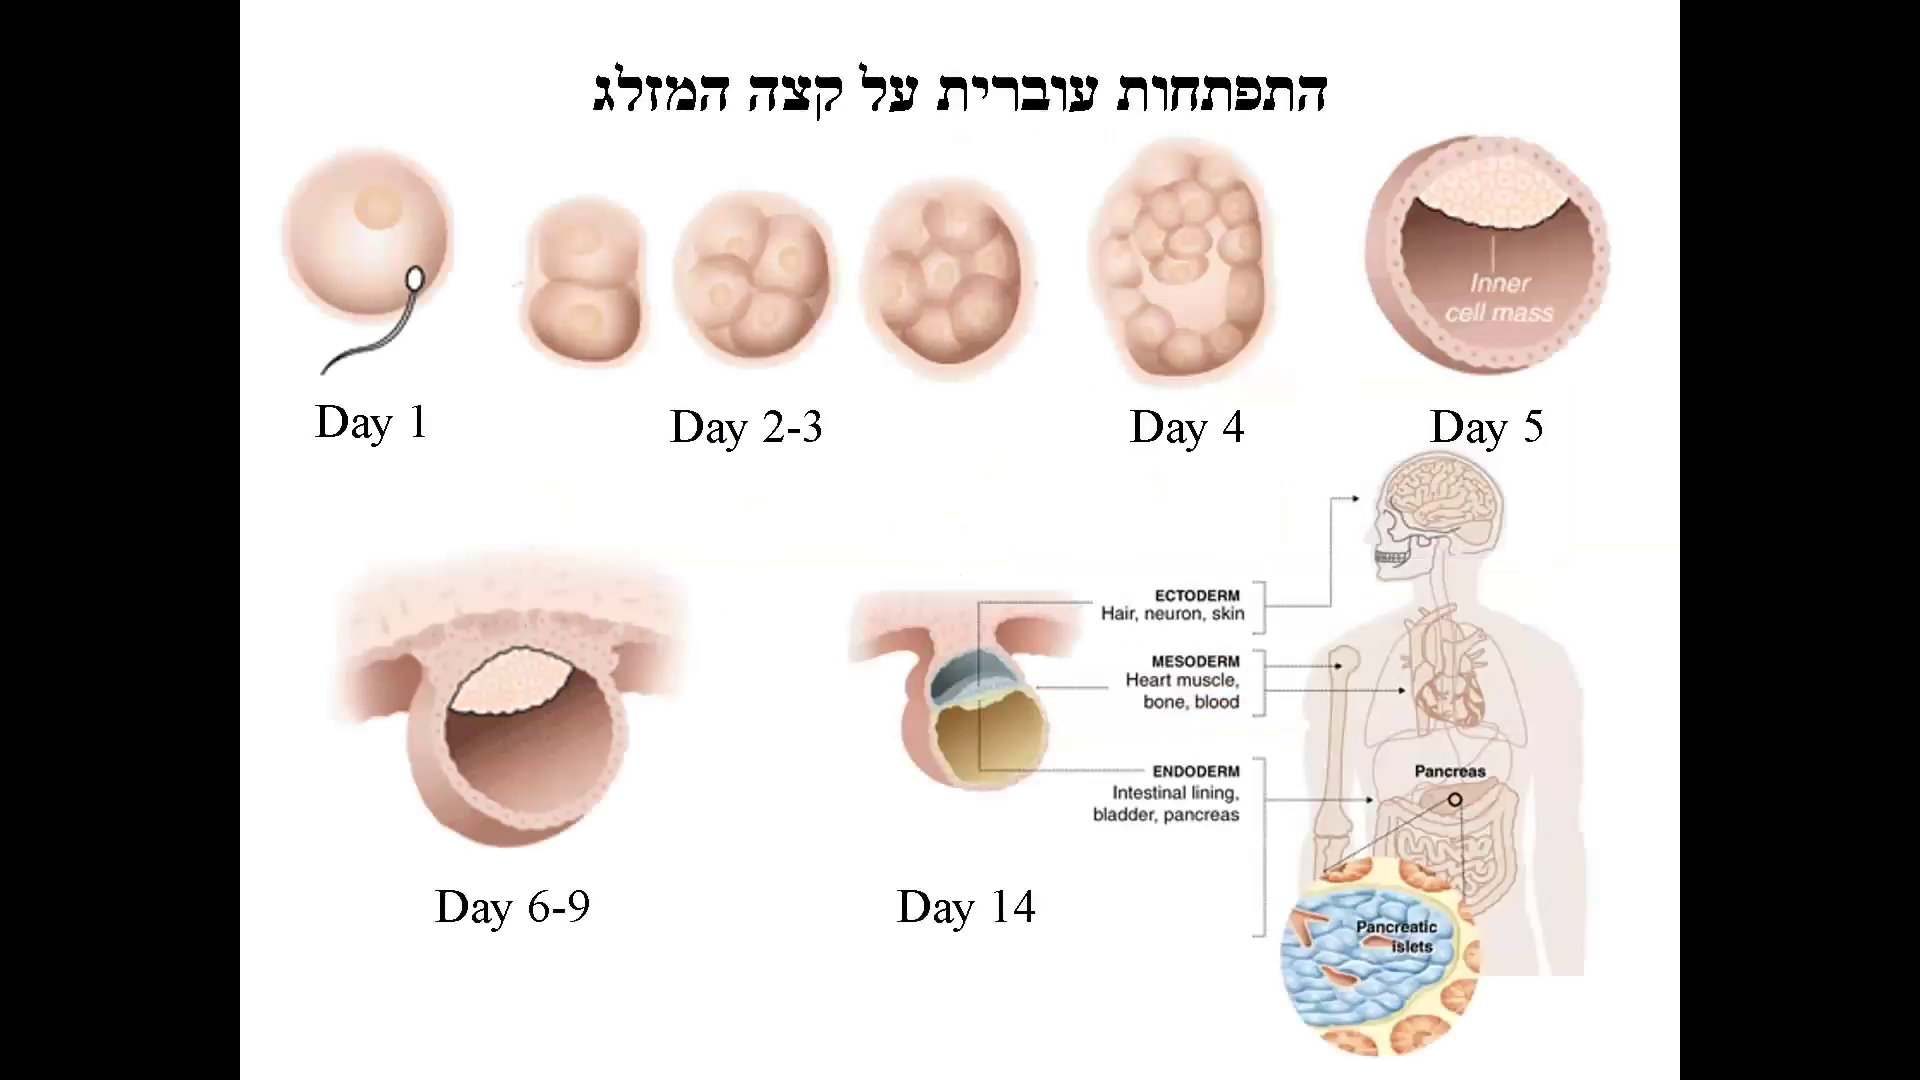 התפתחות עוברית על קצה המזלג
Inner
cell mass
Day 1
Day 2-3
Day 4
Day 5
ECTODERM
Hair, neuron, skin
MESODERM
Heart muscle,
bone, blood
ENDODERM
Intestinal lining,
bladder, pancreas
Pancreas
Pancreatic
islets
Day 6-9
Day 14